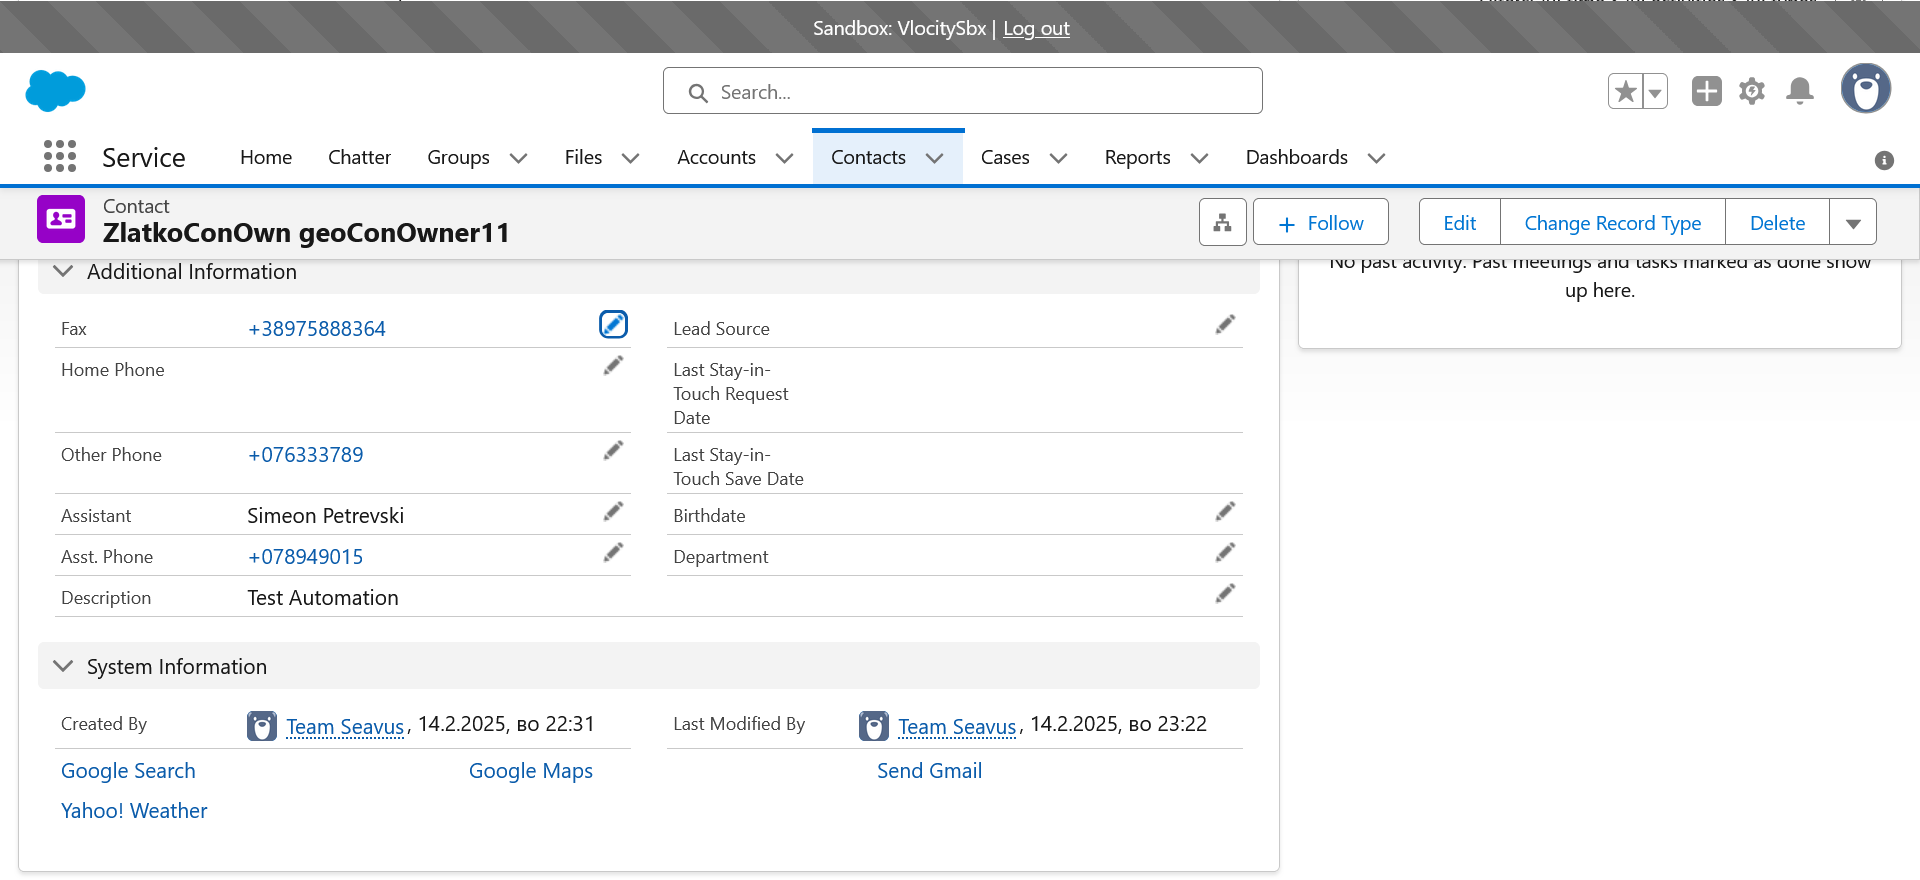 Sandbox: VlocitySbx | Log out
Search...
Service
Home
Chatter
Groups
Files
Accounts
Contacts
Cases
Reports
Dashboards
Contact
ZlatkoConOwn geoConOwner11
Follow
Edit
Change Record Type
Delete
Additional Information
No past activity. Past meetings and tasks marked as done show
up here.
Fax
+38975888364
Lead Source
Home Phone
Last Stay-in-
Touch Request
Date
Other Phone
+076333789
Last Stay-in-
Touch Save Date
Assistant
Simeon Petrevski
Birthdate
Asst. Phone
+078949015
Department
Description
Test Automation
System Information
Created By
Team Seavus, 14.2.2025, во 22:31
Last Modified By
Team Seavus, 14.2.2025, во 23:22
Google Search
Google Maps
Send Gmail
Yahoo! Weather